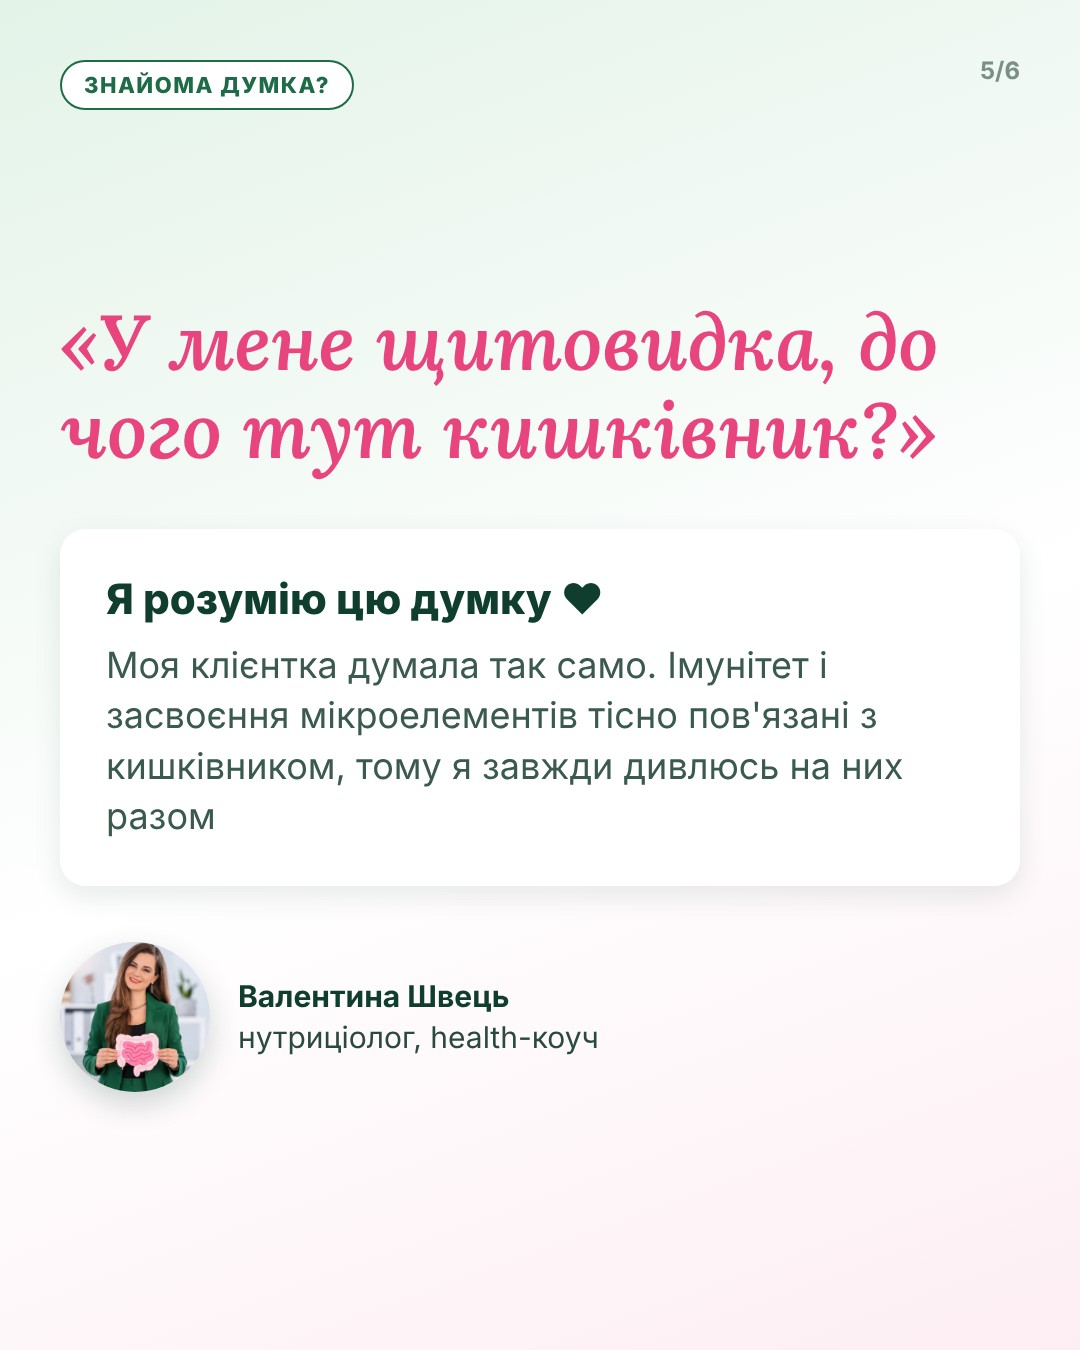 ЗНАЙОМА ДУМКА?
5/6
«У мене щитовидка, до
чого тут кишківник?»
Я розумію цю думку ♥
Моя клієнтка думала так само. Імунітет і
засвоєння мікроелементів тісно пов'язані з
кишківником, тому я завжди дивлюсь на них
разом
Валентина Швець
нутриціолог, health-коуч